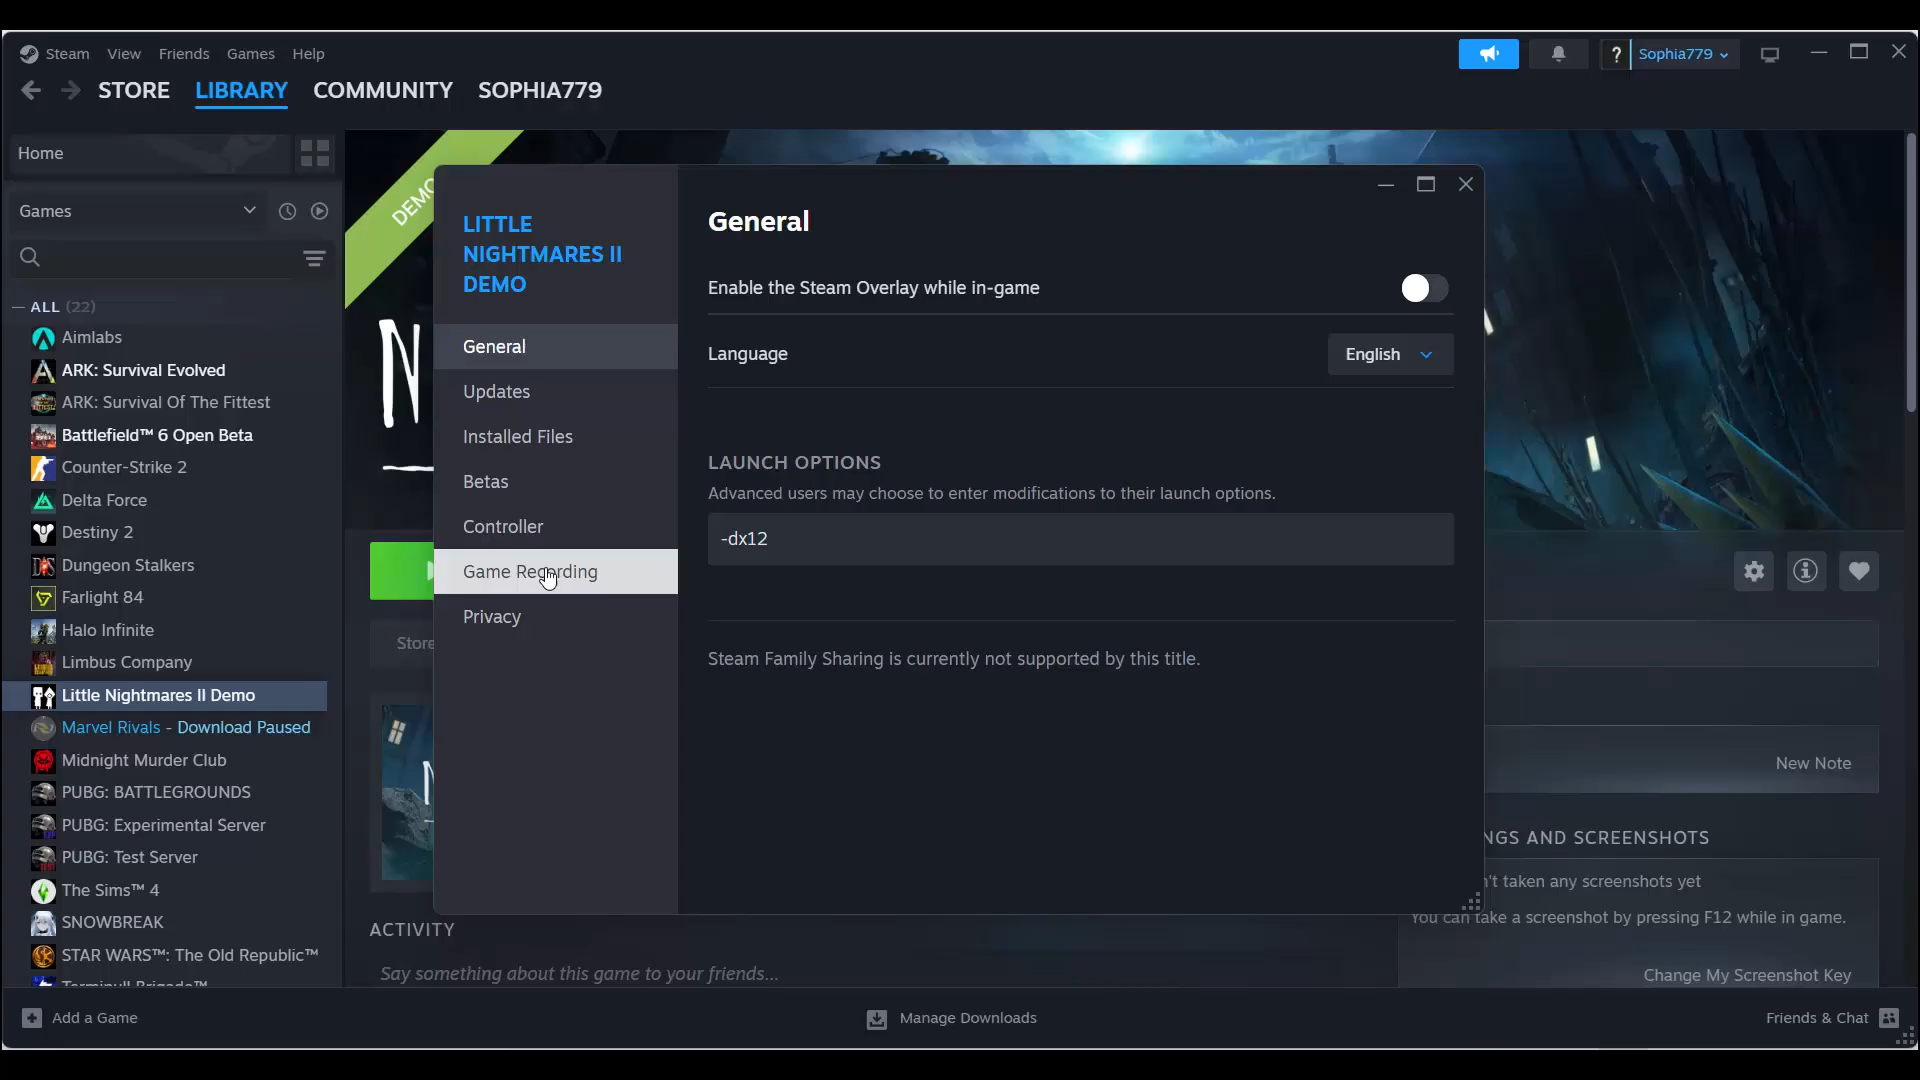 Steam View Friends Games Help
? Sophia779
STORE LIBRARY COMMUNITY SOPHIA779
Home
Games
ALL (22)
Aimlabs
ARK: Survival Evolved
ARK: Survival Of The Fittest
Battlefield™ 6 Open Beta
Counter-Strike 2
Delta Force
Destiny 2
Dungeon Stalkers
Farlight 84
Halo Infinite
Limbus Company
Little Nightmares II Demo
Marvel Rivals - Download Paused
Midnight Murder Club
PUBG: BATTLEGROUNDS
PUBG: Experimental Server
PUBG: Test Server
The Sims™ 4
SNOWBREAK
STAR WARS™: The Old Republic™
DEMO
LITTLE
NIGHTMARES II
DEMO
General
Updates
Installed Files
Betas
Controller
Game Recording
Privacy
General
Enable the Steam Overlay while in-game
Language English
LAUNCH OPTIONS
Advanced users may choose to enter modifications to their launch options.
-dx12
Steam Family Sharing is currently not supported by this title.
N
Store
N
New Note
NGS AND SCREENSHOTS
n't taken any screenshots yet
You can take a screenshot by pressing F12 while in game.
Change My Screenshot Key
ACTIVITY
Say something about this game to your friends...
Add a Game
Manage Downloads
Friends & Chat